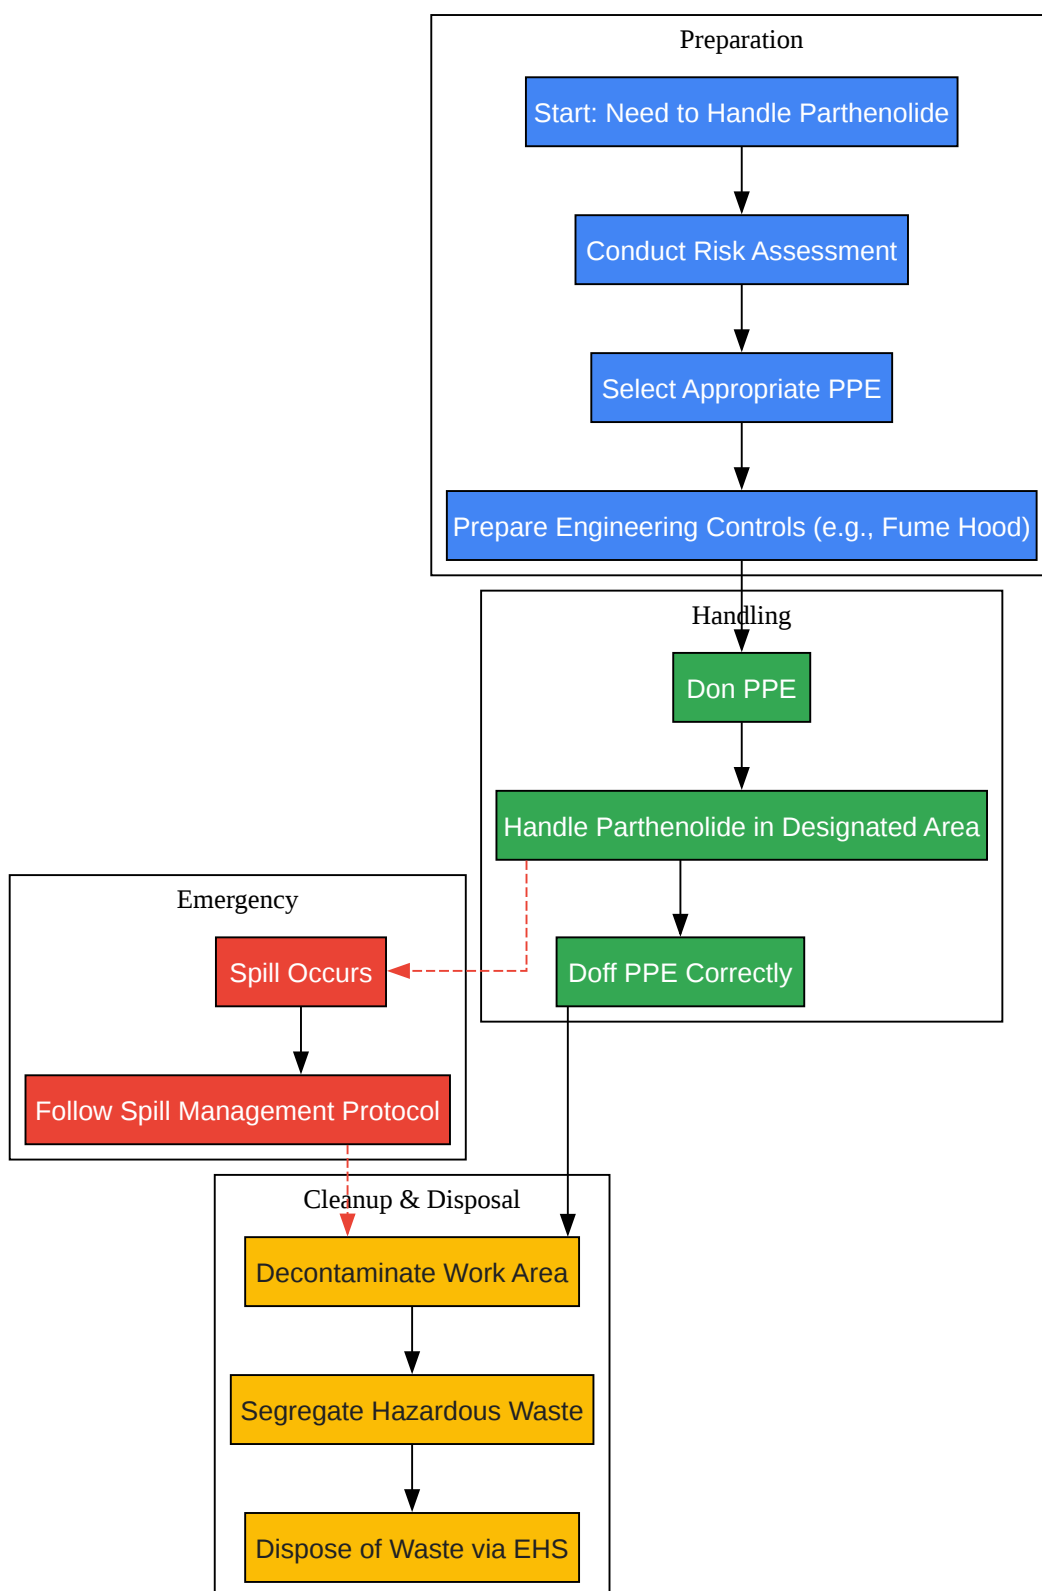 Preparation
Start: Need to Handle Parthenolide
Conduct Risk Assessment
Select Appropriate PPE
Prepare Engineering Controls (e.g., Fume Hood)
Handling
Don PPE
Handle Parthenolide in Designated Area
Emergency
Spill Occurs
Doff PPE Correctly
Follow Spill Management Protocol
Cleanup & Disposal
Decontaminate Work Area
Segregate Hazardous Waste
Dispose of Waste via EHS